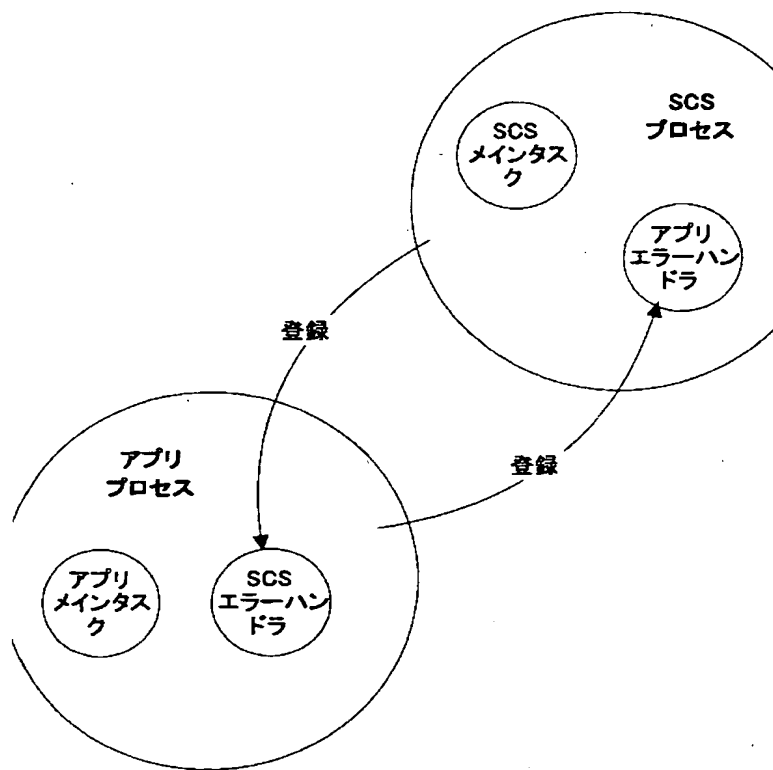 SCS
プロセス
SCS
メインタス
ク
アプリ
エラーハン
ドラ
登録
登録
アプリ
プロセス
アプリ
メインタス
ク
SCS
エラーハン
ドラ